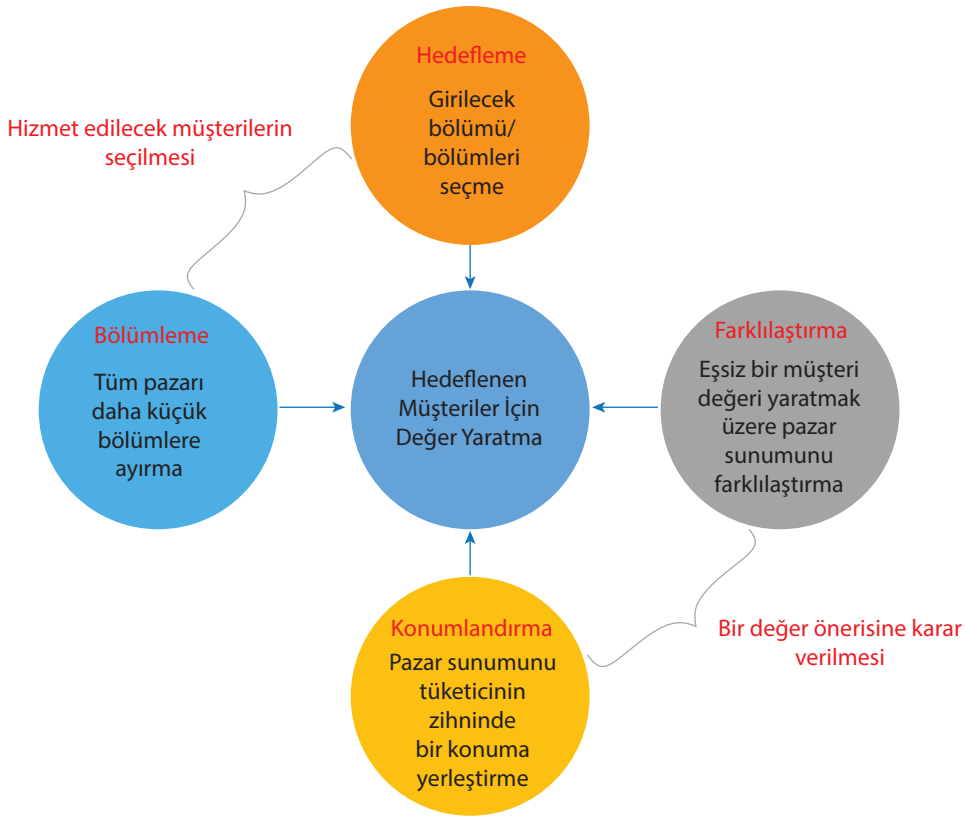 Hedefleme
Girilecek
bölümü/
bölümleri
seçme
Hizmet edilecek müşterilerin
seçilmesi
Bölümleme
Tüm pazarı
daha küçük
bölümlere
ayırma
Hedeflenen
Müşteriler İçin
Değer Yaratma
Farklılaştırma
Eşsiz bir müşteri
değeri yaratmak
üzere pazar
sunumunu
farklılaştırma
Konumlandırma
Pazar sunumunu
tüketicinin
zihninde
bir konuma
yerleştirme
Bir değer önerisine karar
verilmesi